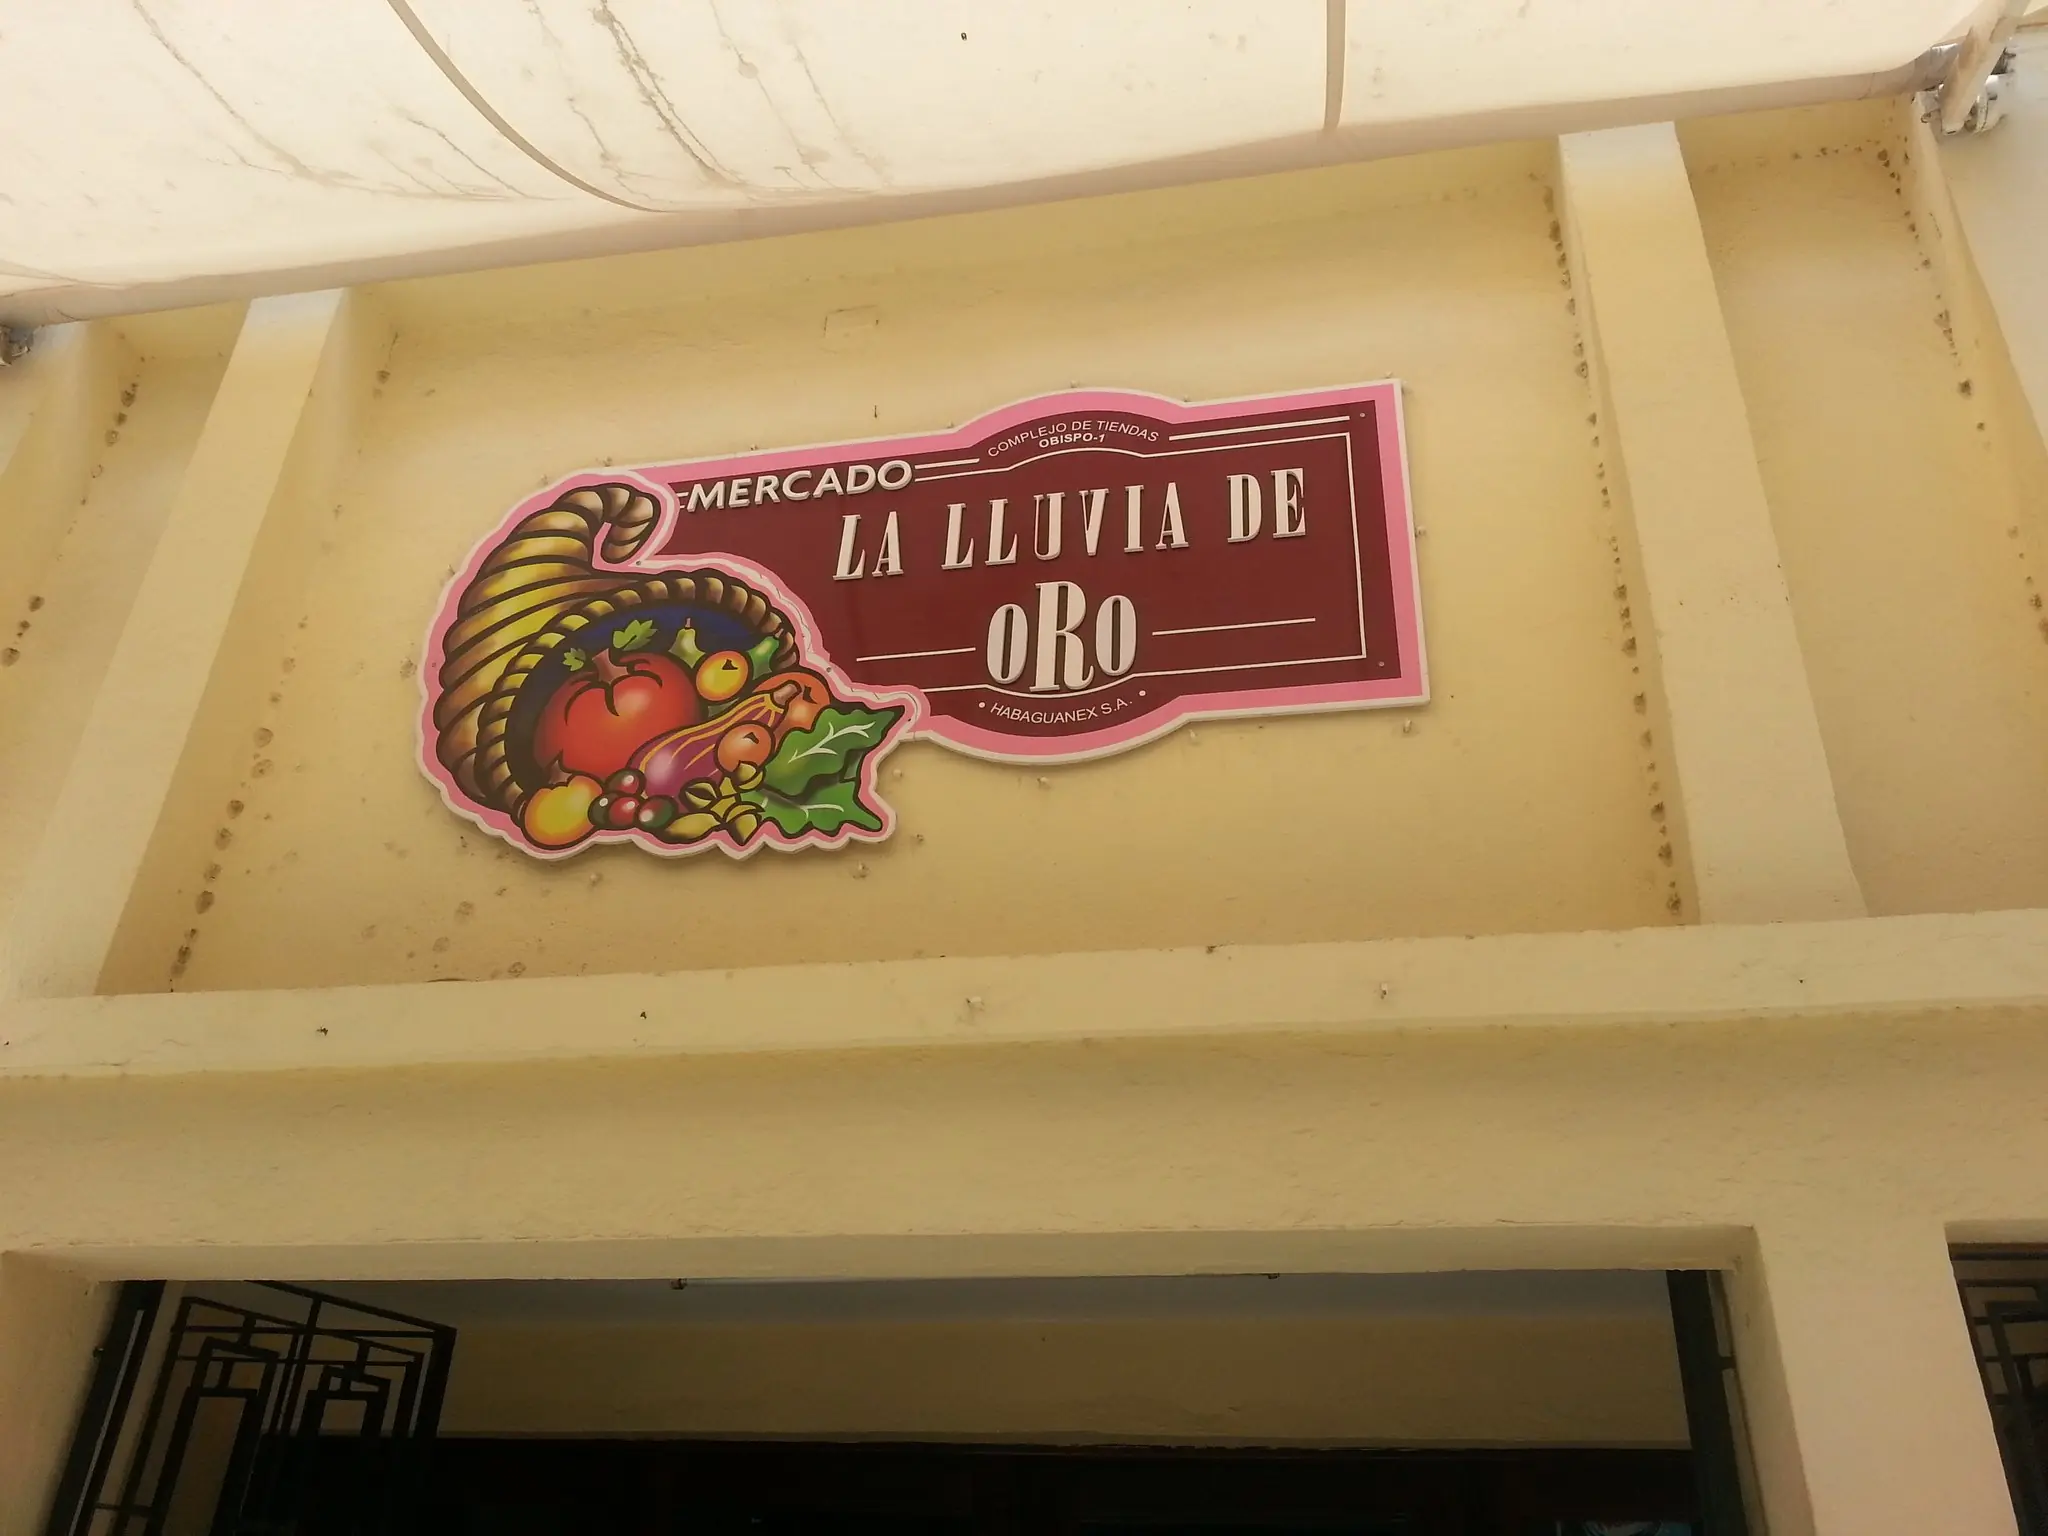 MERCADO
COMPLEJO DE TIENDAS
OBISPO-1
LA LLUVIA DE
ORO
• HABAGUANEX S.A. •